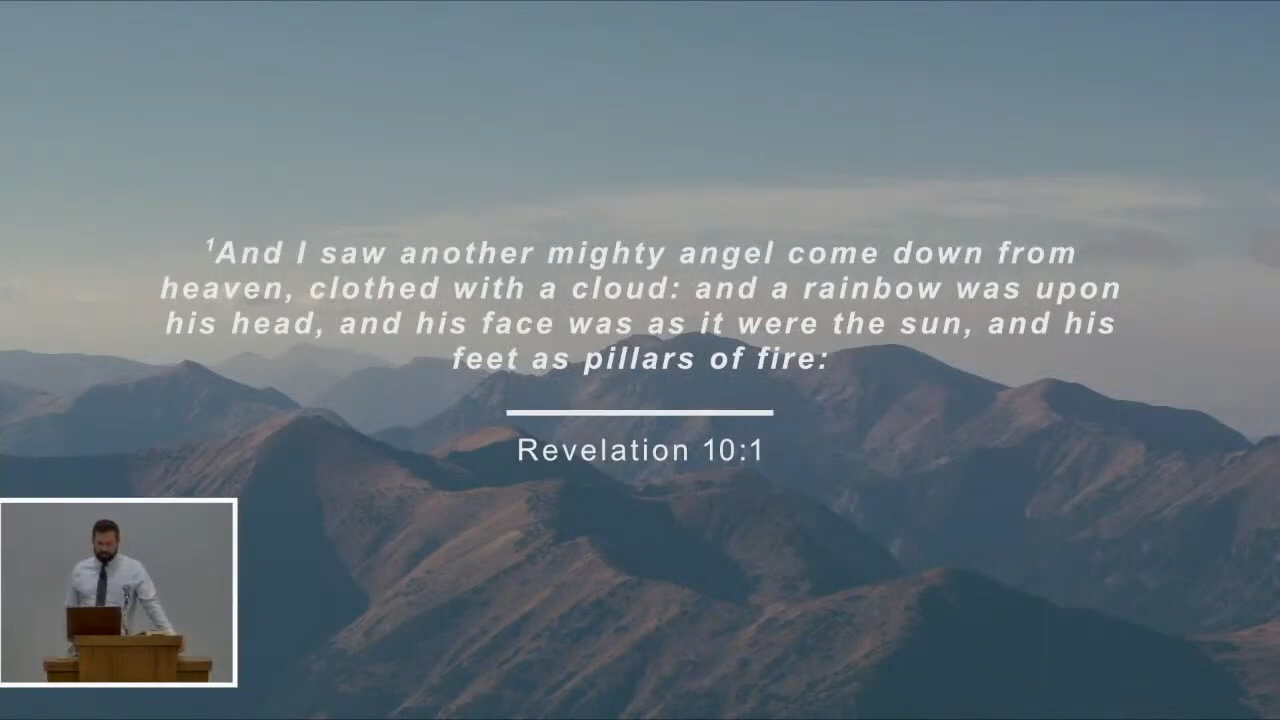 ¹And I saw another mighty angel come down from
heaven, clothed with a cloud: and a rainbow was upon
his head, and his face was as it were the sun, and his
feet as pillars of fire:
Revelation 10:1